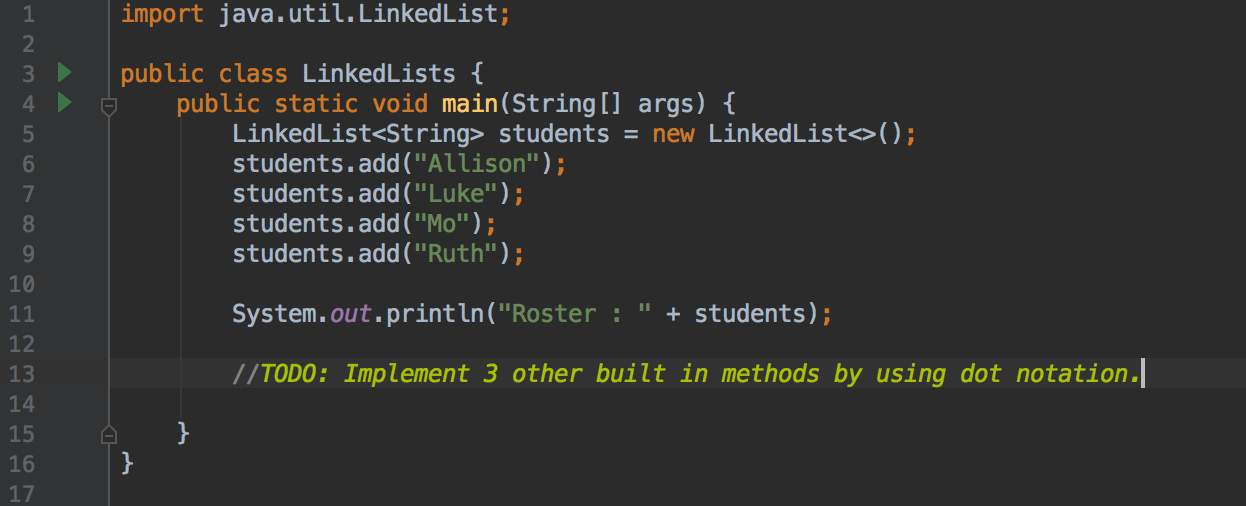 1 import java.util.LinkedList;
2
3 public class LinkedLists {
4 public static void main(String[] args) {
5 LinkedList<String> students = new LinkedList<>();
6 students.add("Allison");
7 students.add("Luke");
8 students.add("Mo");
9 students.add("Ruth");
10
11 System.out.println("Roster : " + students);
12
13 //TODO: Implement 3 other built in methods by using dot notation.
14
15 }
16 }
17